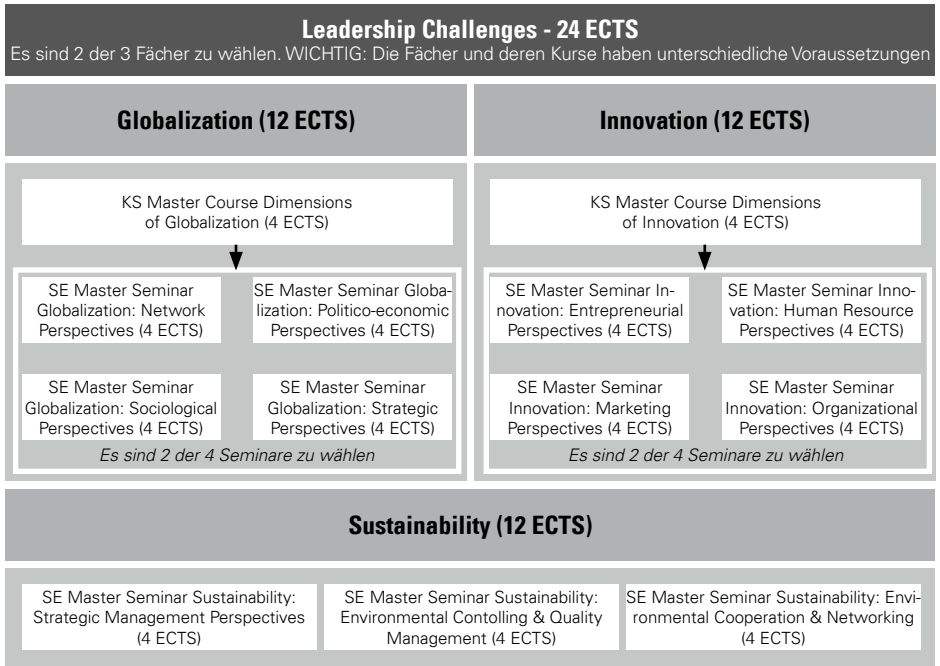 Leadership Challenges - 24 ECTS
Es sind 2 der 3 Fächer zu wählen. WICHTIG: Die Fächer und deren Kurse haben unterschiedliche Voraussetzungen
Globalization (12 ECTS)
KS Master Course Dimensions
of Globalization (4 ECTS)
SE Master Seminar
Globalization: Network
Perspectives (4 ECTS)
SE Master Seminar Globa-
lization: Politico-economic
Perspectives (4 ECTS)
SE Master Seminar
Globalization: Sociological
Perspectives (4 ECTS)
SE Master Seminar
Globalization: Strategic
Perspectives (4 ECTS)
Es sind 2 der 4 Seminare zu wählen
Innovation (12 ECTS)
KS Master Course Dimensions
of Innovation (4 ECTS)
SE Master Seminar In-
novation: Entrepreneurial
Perspectives (4 ECTS)
SE Master Seminar Inno-
vation: Human Resource
Perspectives (4 ECTS)
SE Master Seminar
Innovation: Marketing
Perspectives (4 ECTS)
SE Master Seminar
Innovation: Organizational
Perspectives (4 ECTS)
Es sind 2 der 4 Seminare zu wählen
Sustainability (12 ECTS)
SE Master Seminar Sustainability:
Strategic Management Perspectives
(4 ECTS)
SE Master Seminar Sustainability:
Environmental Contolling & Quality
Management (4 ECTS)
SE Master Seminar Sustainability: Envi-
ronmental Cooperation & Networking
(4 ECTS)